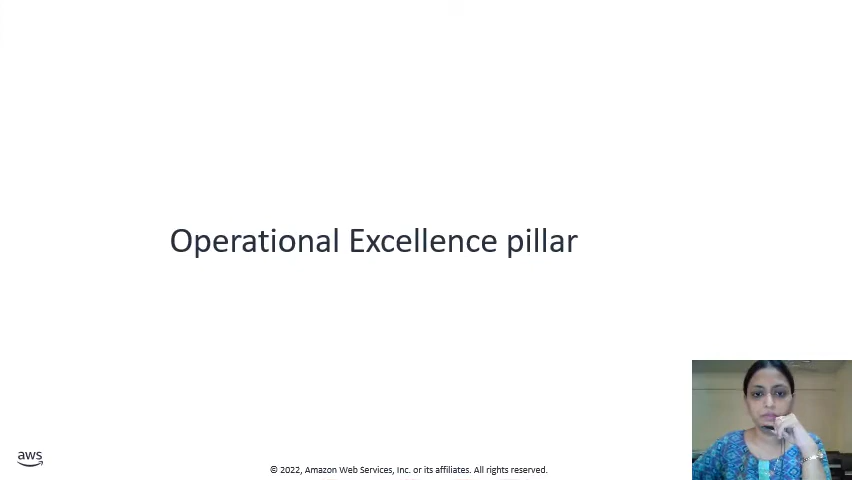 Operational Excellence pillar
aws
© 2022, Amazon Web Services, Inc. or its affiliates. All rights reserved.